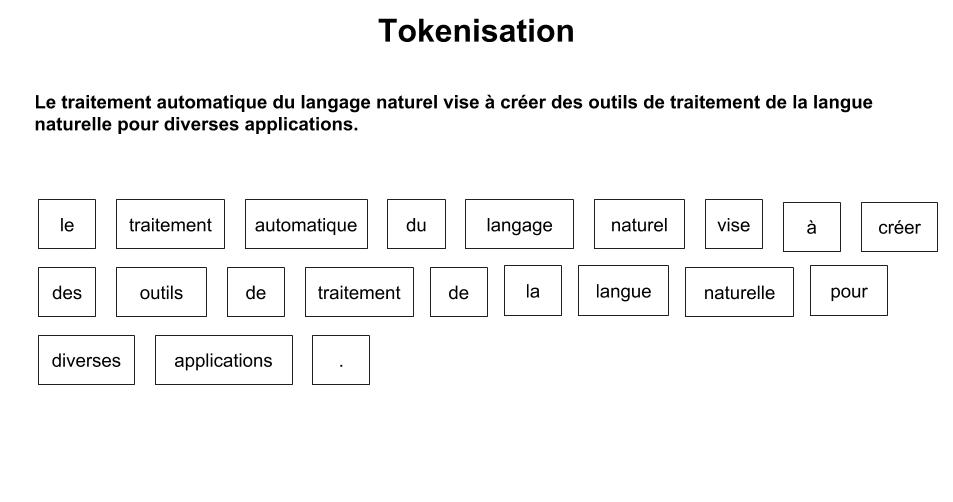 Tokenisation
Le traitement automatique du langage naturel vise à créer des outils de traitement de la langue
naturelle pour diverses applications.
le traitement automatique du langage naturel vise à créer
des outils de traitement de la langue naturelle pour
diverses applications .